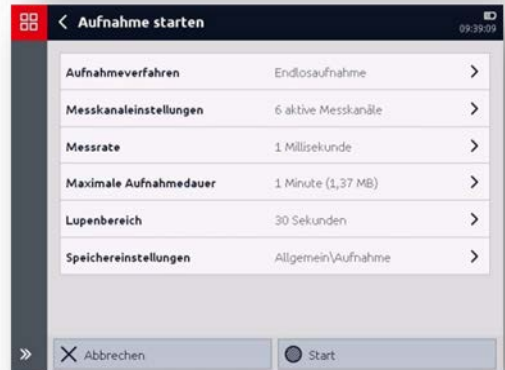 Aufnahme starten
09:39:09
Aufnahmeverfahren Endlosaufnahme
Messkanaleinstellungen 6 aktive Messkanäle
Messrate 1 Millisekunde
Maximale Aufnahmedauer 1 Minute (1,37 MB)
Lupenbereich 30 Sekunden
Speichereinstellungen Allgemein\Aufnahme
Abbrechen Start